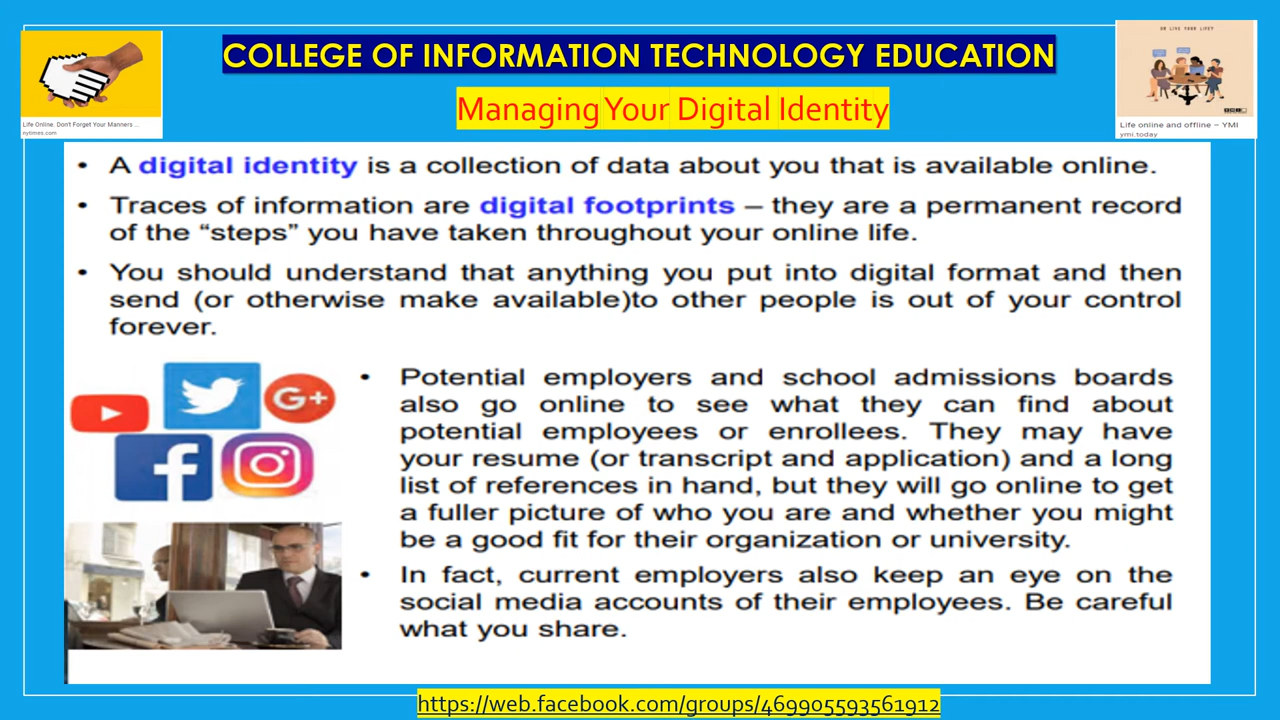 COLLEGE OF INFORMATION TECHNOLOGY EDUCATION
Managing Your Digital Identity
Life Online. Don't Forget Your Manners ...
nytimes.com
OR LIVE YOUR LIFE?
Life online and offline – YMI
ymi.today
• A digital identity is a collection of data about you that is available online.
• Traces of information are digital footprints – they are a permanent record
of the “steps” you have taken throughout your online life.
• You should understand that anything you put into digital format and then
send (or otherwise make available)to other people is out of your control
forever.
G+
• Potential employers and school admissions boards
also go online to see what they can find about
potential employees or enrollees. They may have
your resume (or transcript and application) and a long
list of references in hand, but they will go online to get
a fuller picture of who you are and whether you might
be a good fit for their organization or university.
• In fact, current employers also keep an eye on the
social media accounts of their employees. Be careful
what you share.
https://web.facebook.com/groups/469905593561912